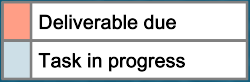 Deliverable due
Task in progress